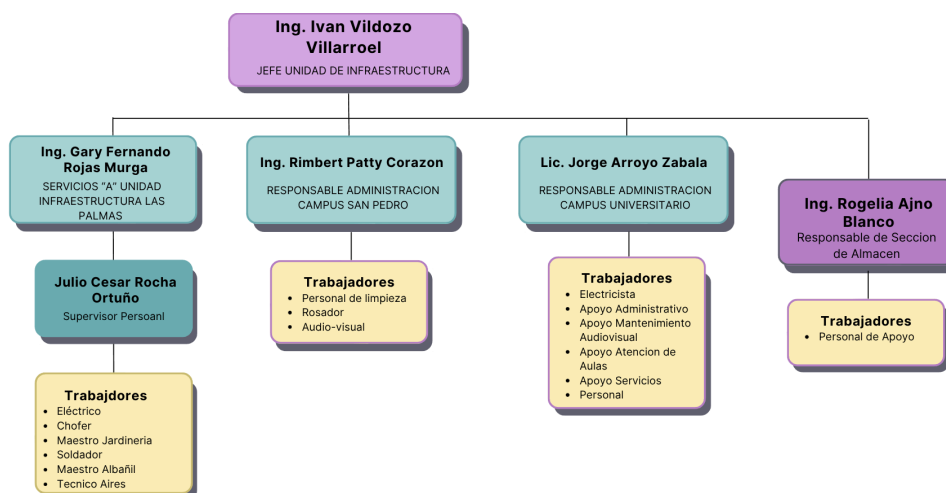 Ing. Ivan Vildozo
Villarroel
JEFE UNIDAD DE INFRAESTRUCTURA
Ing. Gary Fernando
Rojas Murga
SERVICIOS "A" UNIDAD
INFRAESTRUCTURA LAS
PALMAS
Ing. Rimbert Patty Corazon
RESPONSABLE ADMINISTRACION
CAMPUS SAN PEDRO
Lic. Jorge Arroyo Zabala
RESPONSABLE ADMINISTRACION
CAMPUS UNIVERSITARIO
Ing. Rogelia Ajno
Blanco
Responsable de Seccion
de Almacen
Julio Cesar Rocha
Ortuño
Supervisor Persoanl
Trabajadores
• Personal de limpieza
• Rosador
• Audio-visual
Trabajadores
• Electricista
• Apoyo Administrativo
• Apoyo Mantenimiento
Audiovisual
• Apoyo Atencion de
Aulas
• Apoyo Servicios
• Personal
Trabajadores
• Personal de Apoyo
Trabajdores
• Eléctrico
• Chofer
• Maestro Jardineria
• Soldador
• Maestro Albañil
• Tecnico Aires